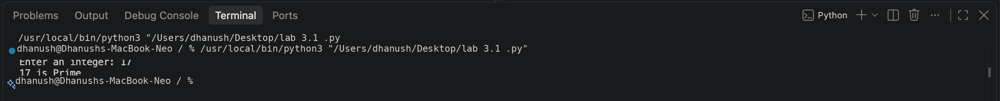 Problems Output Debug Console Terminal Ports Python
/usr/local/bin/python3 "/Users/dhanush/Desktop/lab 3.1 .py
dhanush@Dhanushs-MacBook-Neo / % /usr/local/bin/python3 "/Users/dhanush/Desktop/lab 3.1 .py"
Enter an integer: 17
17 is Prime
dhanush@Dhanushs-MacBook-Neo / %